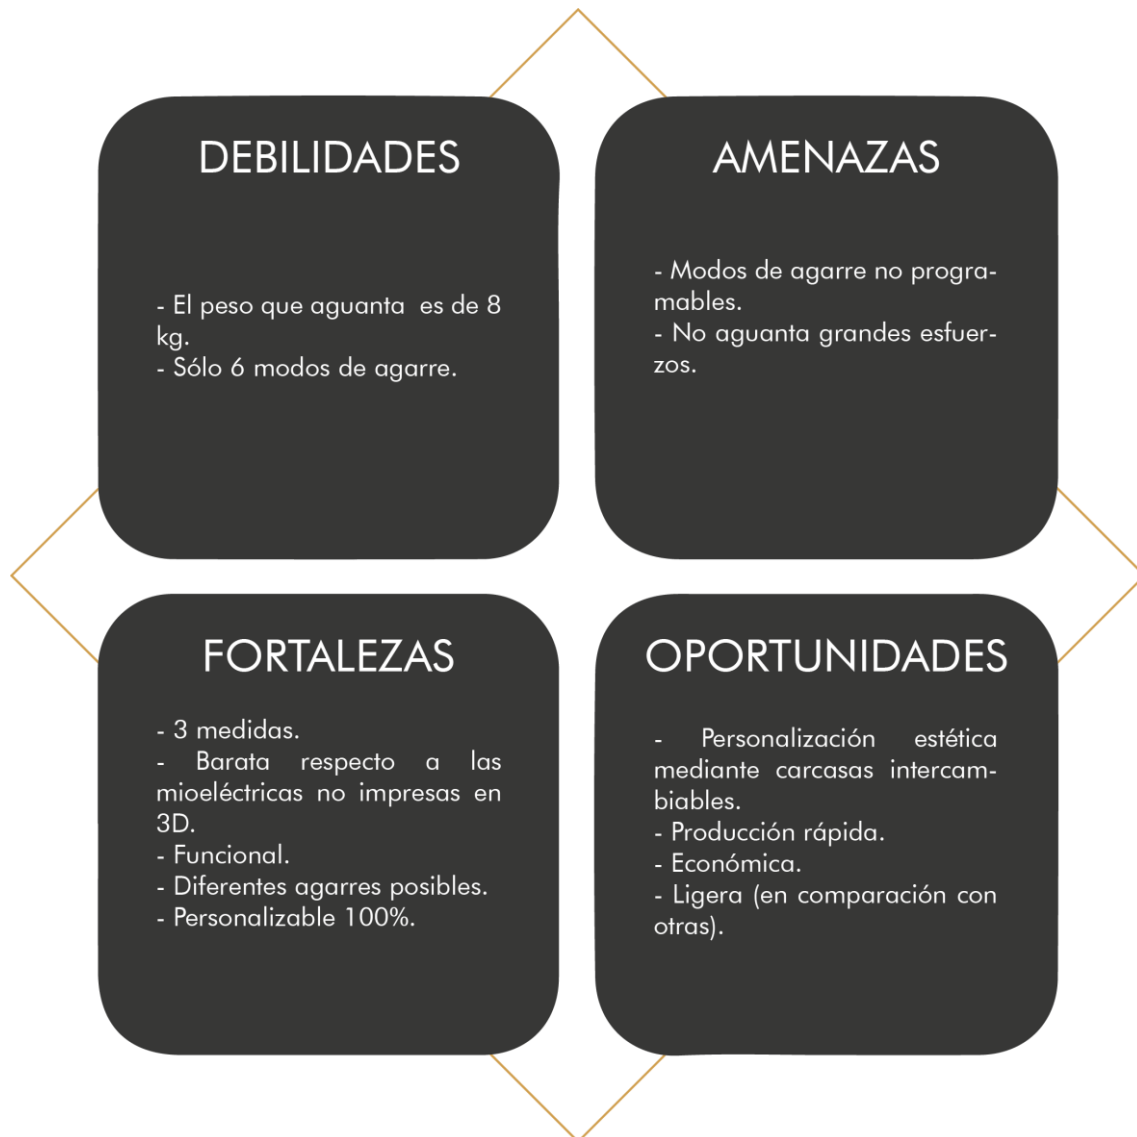 DEBILIDADES
- El peso que aguanta es de 8
kg.
- Sólo 6 modos de agarre.
AMENAZAS
- Modos de agarre no progra-
mables.
- No aguanta grandes esfuer-
zos.
FORTALEZAS
- 3 medidas.
- Barata respecto a las
mioeléctricas no impresas en
3D.
- Funcional.
- Diferentes agarres posibles.
- Personalizable 100%.
OPORTUNIDADES
- Personalización estética
mediante carcasas intercam-
biables.
- Producción rápida.
- Económica.
- Ligera (en comparación con
otras).